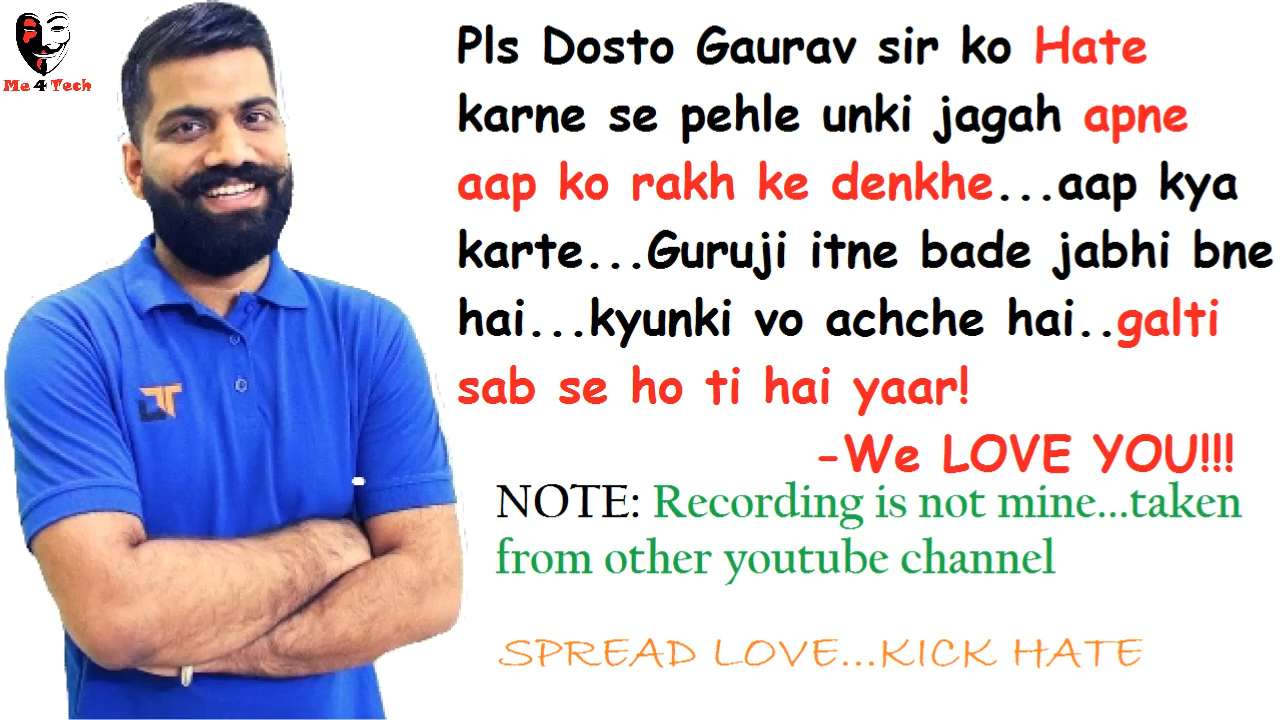 Me 4 Tech
Pls Dosto Gaurav sir ko Hate
karne se pehle unki jagah apne
aap ko rakh ke denkhe...aap kya
karte...Guruji itne bade jabhi bne
hai...kyunki vo achche hai..galti
sab se ho ti hai yaar!
-We LOVE YOU!!!
NOTE: Recording is not mine...taken
from other youtube channel
SPREAD LOVE...KICK HATE